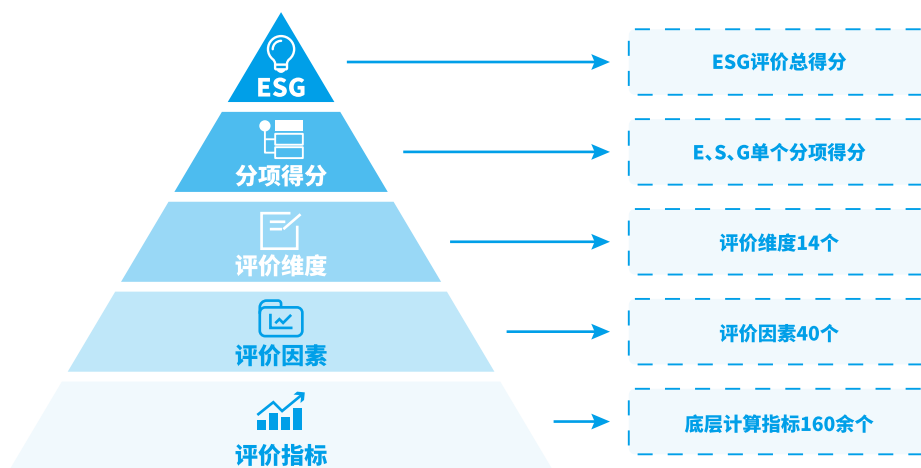 ESG
ESG评价总得分
分项得分
E、S、G单个分项得分
评价维度
评价维度14个
评价因素
评价因素40个
评价指标
底层计算指标160余个